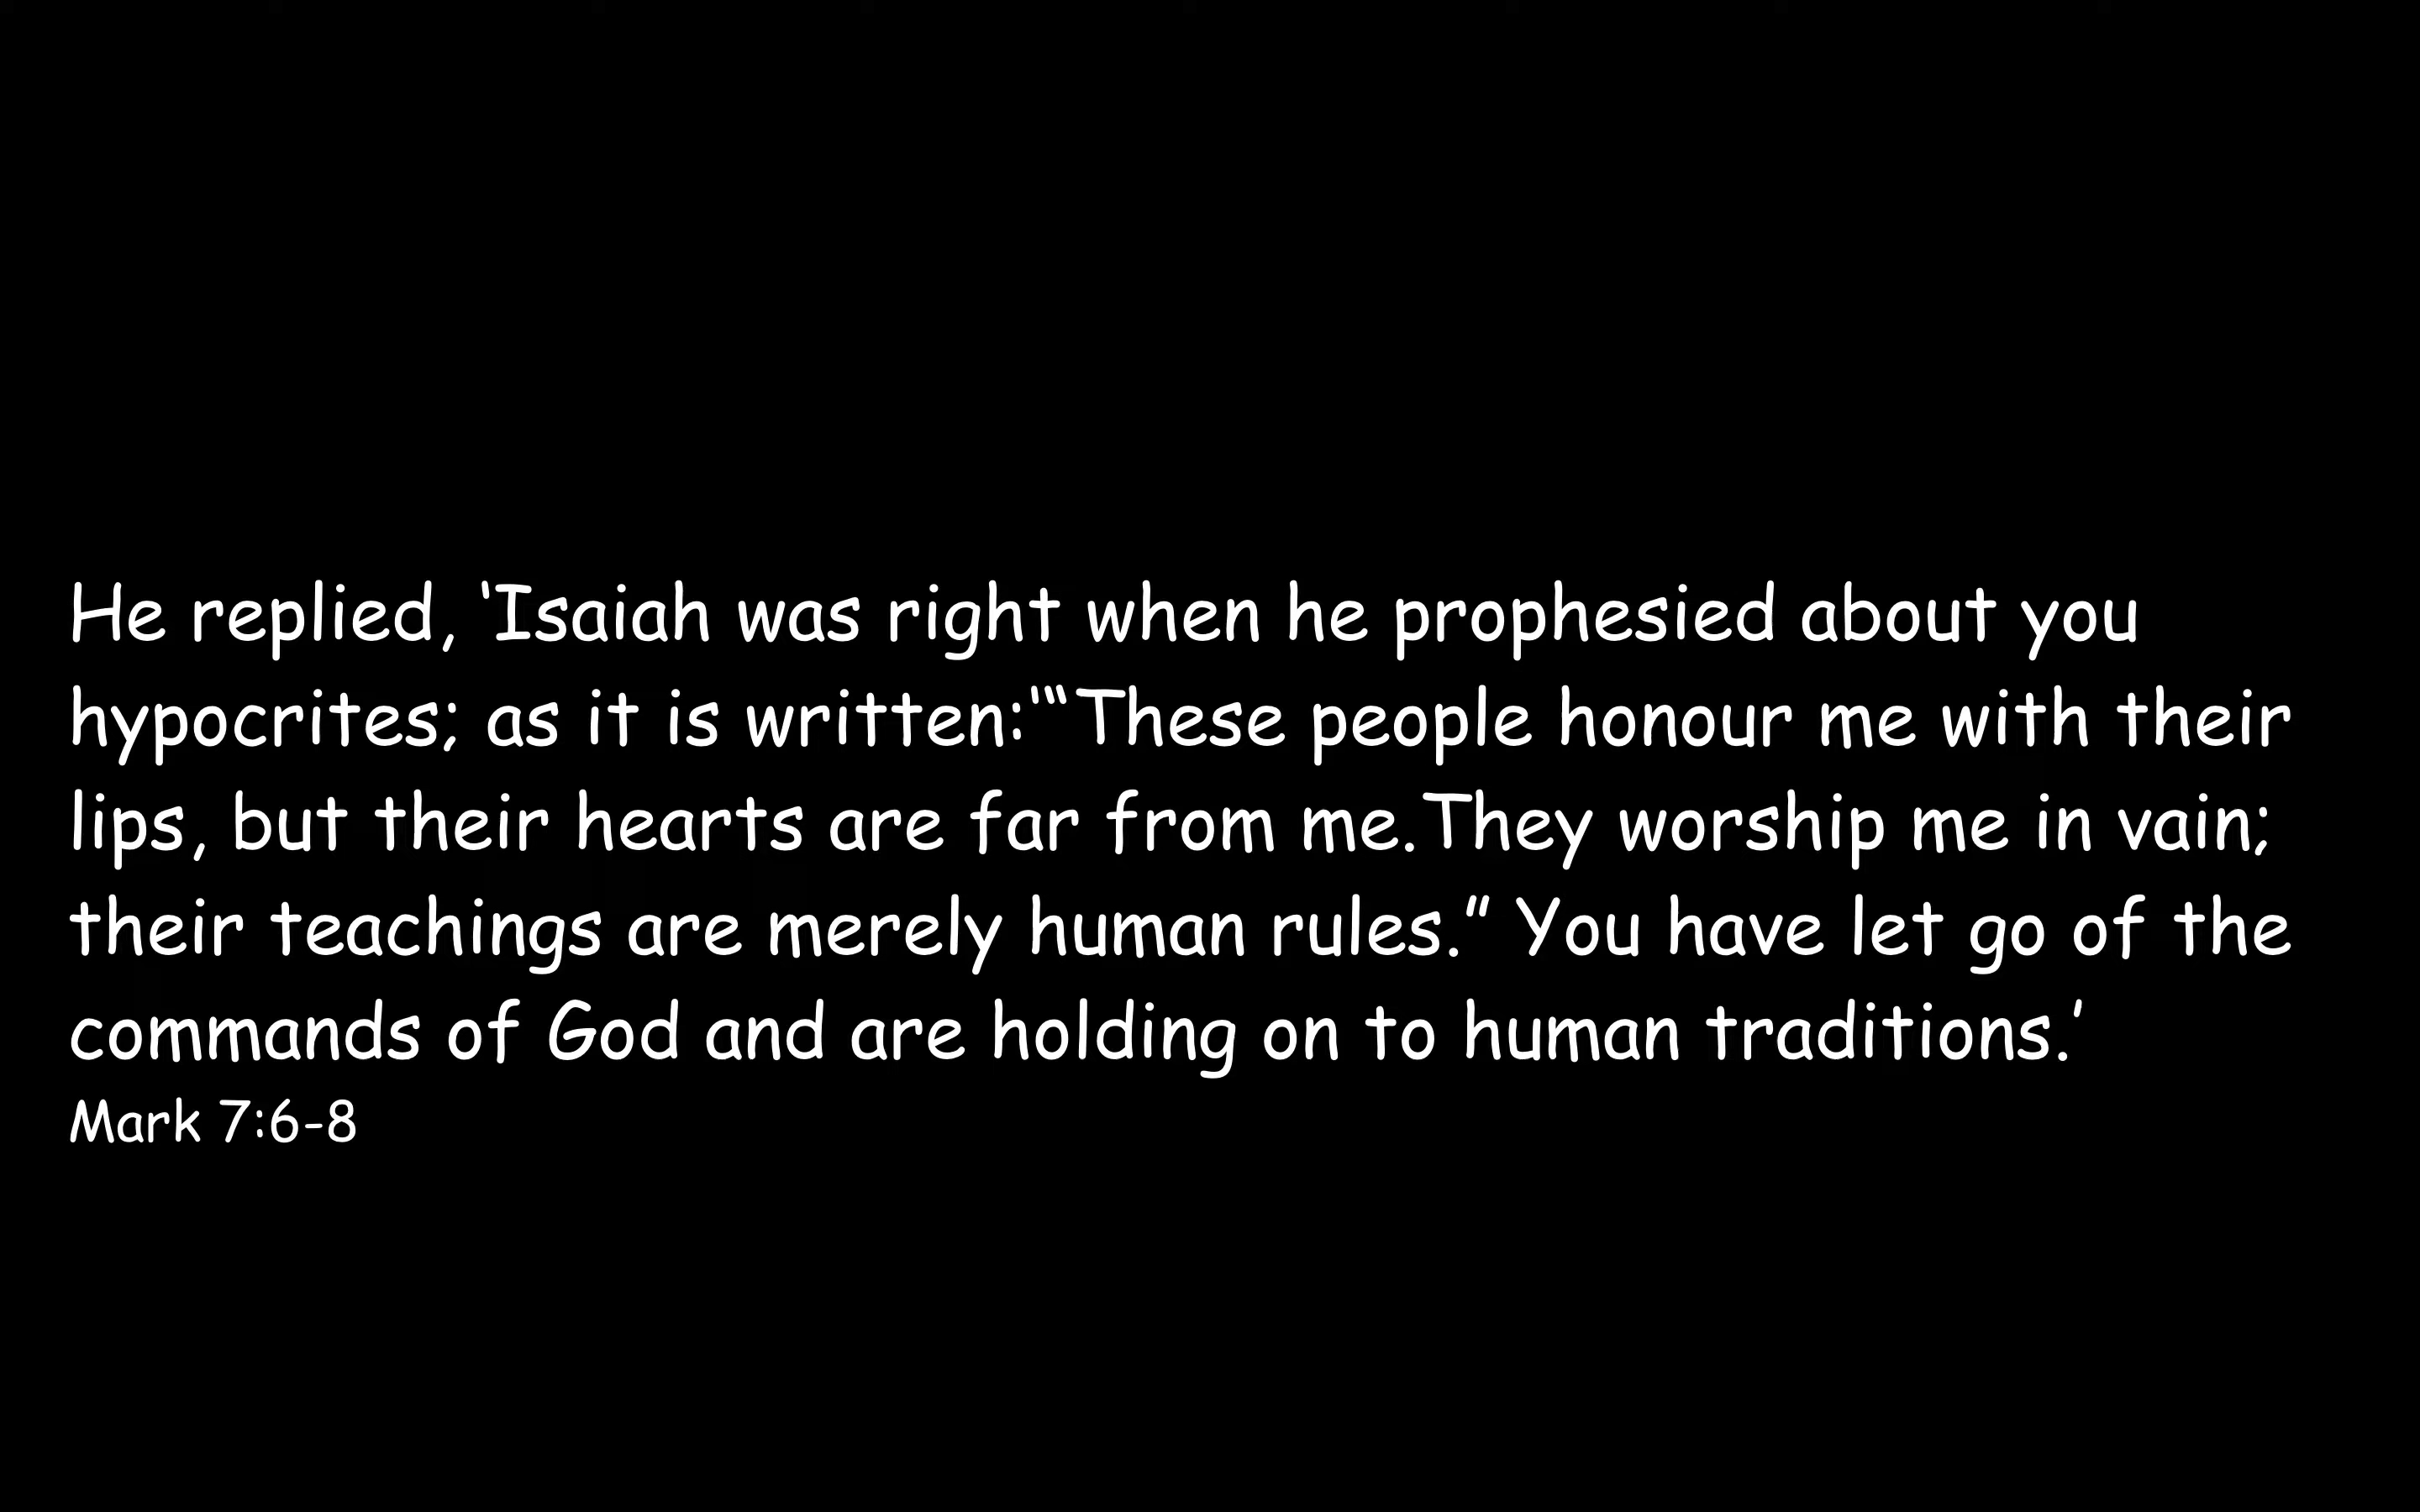 He replied, ‘Isaiah was right when he prophesied about you
hypocrites; as it is written:“‘“These people honour me with their
lips, but their hearts are far from me.They worship me in vain;
their teachings are merely human rules.” You have let go of the
commands of God and are holding on to human traditions.’
Mark 7:6-8